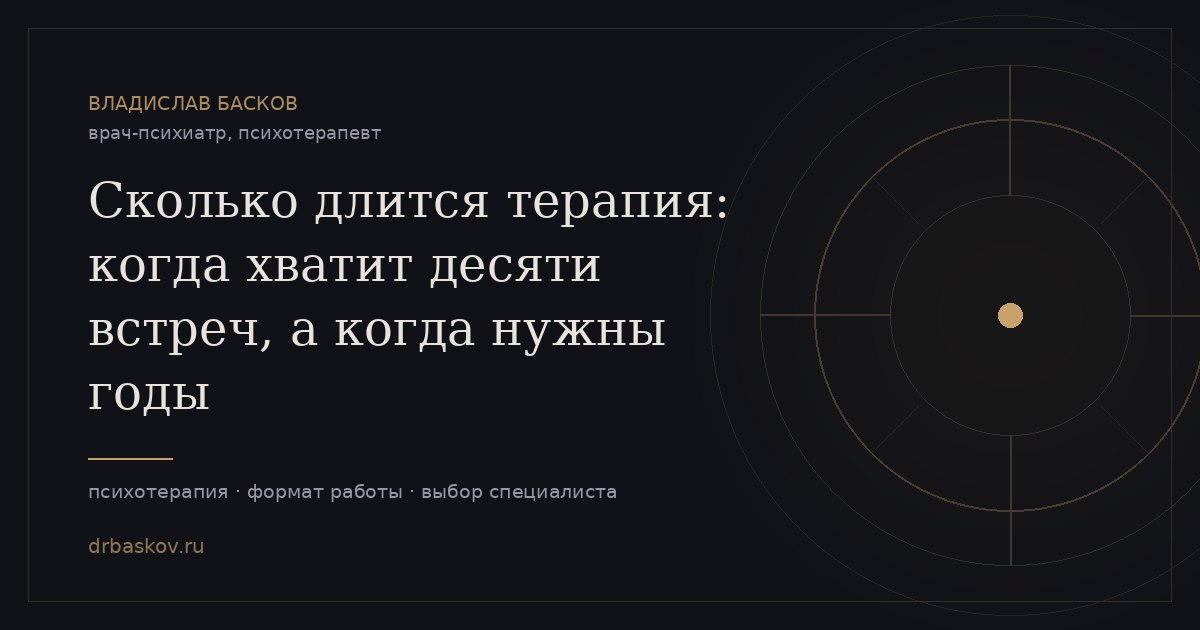 ВЛАДИСЛАВ БАСКОВ
врач-психиатр, психотерапевт
Сколько длится терапия:
когда хватит десяти
встреч, а когда нужны
годы
психотерапия · формат работы · выбор специалиста
drbaskov.ru